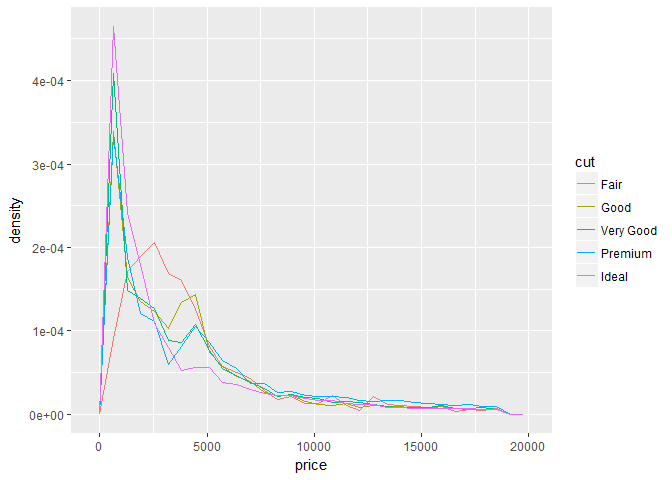 4e-04
3e-04
2e-04
1e-04
0e+00
density
0
5000
10000
15000
20000
price
cut
Fair
Good
Very Good
Premium
Ideal